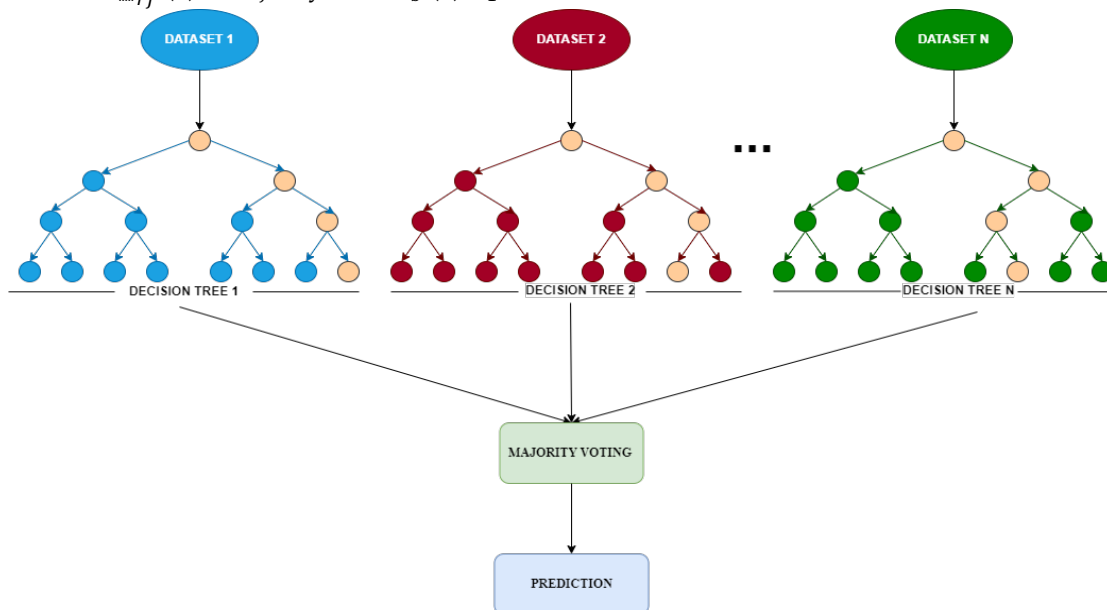 DATASET 1
DATASET 2
DATASET N
...
DECISION TREE 1
DECISION TREE 2
DECISION TREE N
MAJORITY VOTING
PREDICTION